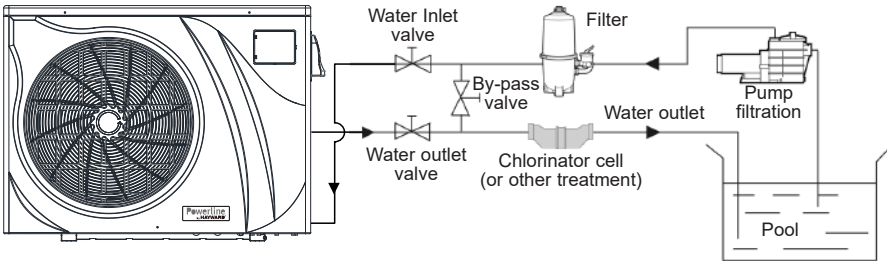 Water Inlet
valve
Filter
By-pass
valve
Pump
filtration
Water outlet
Water outlet
valve
Chlorinator cell
(or other treatment)
Pool
Powerline
by HAYWARD